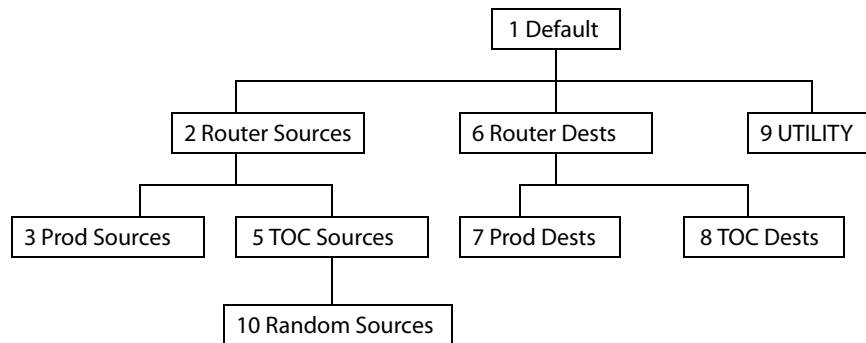 1 Default
2 Router Sources
6 Router Dests
9 UTILITY
3 Prod Sources
5 TOC Sources
7 Prod Dests
8 TOC Dests
10 Random Sources